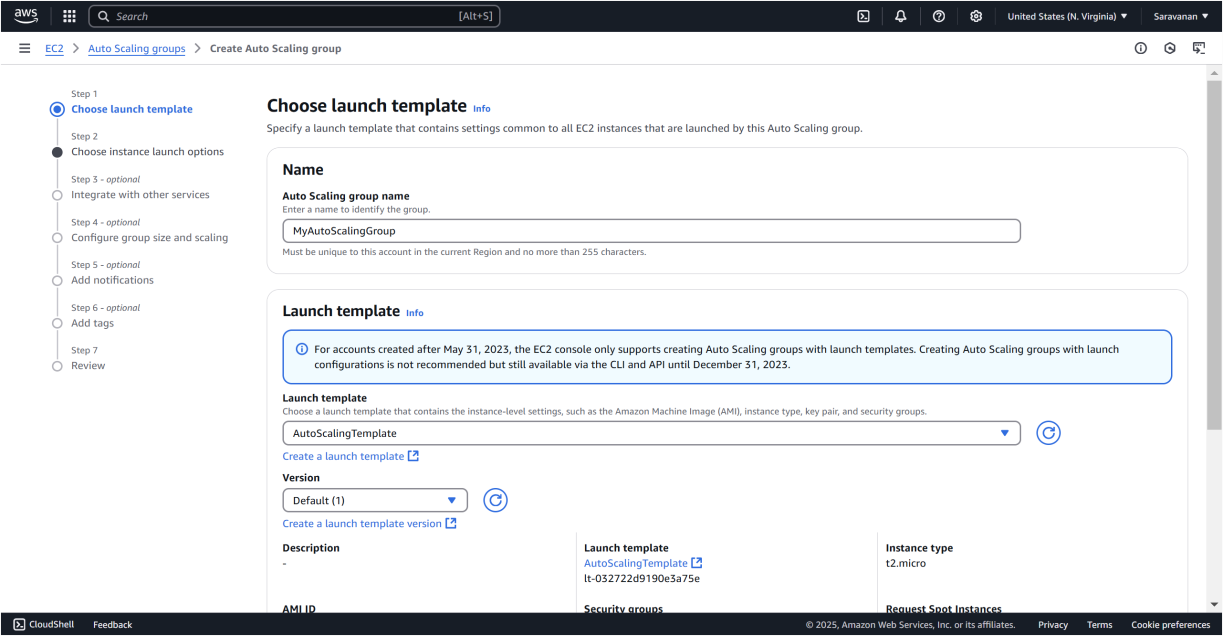 aws
Search [Alt+S] United States (N. Virginia) Saravanan
EC2 Auto Scaling groups Create Auto Scaling group
Step 1
Choose launch template
Step 2
Choose instance launch options
Step 3 - optional
Integrate with other services
Step 4 - optional
Configure group size and scaling
Step 5 - optional
Add notifications
Step 6 - optional
Add tags
Step 7
Review
Choose launch template Info
Specify a launch template that contains settings common to all EC2 instances that are launched by this Auto Scaling group.
Name
Auto Scaling group name
Enter a name to identify the group.
MyAutoScalingGroup
Must be unique to this account in the current Region and no more than 255 characters.
Launch template Info
For accounts created after May 31, 2023, the EC2 console only supports creating Auto Scaling groups with launch templates. Creating Auto Scaling groups with launch
configurations is not recommended but still available via the CLI and API until December 31, 2023.
Launch template
Choose a launch template that contains the instance-level settings, such as the Amazon Machine Image (AMI), instance type, key pair, and security groups.
AutoScalingTemplate
Create a launch template
Version
Default (1)
Create a launch template version
Description
-
Launch template
AutoScalingTemplate
lt-032722d9190e3a75e
Instance type
t2.micro
AMI ID
Security groups
Request Spot Instances
CloudShell Feedback © 2025, Amazon Web Services, Inc. or its affiliates. Privacy Terms Cookie preferences